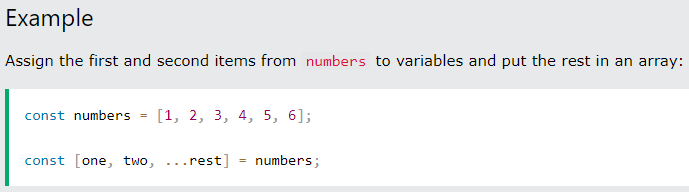 Example
Assign the first and second items from numbers to variables and put the rest in an array:
const numbers = [1, 2, 3, 4, 5, 6];
const [one, two, ...rest] = numbers;